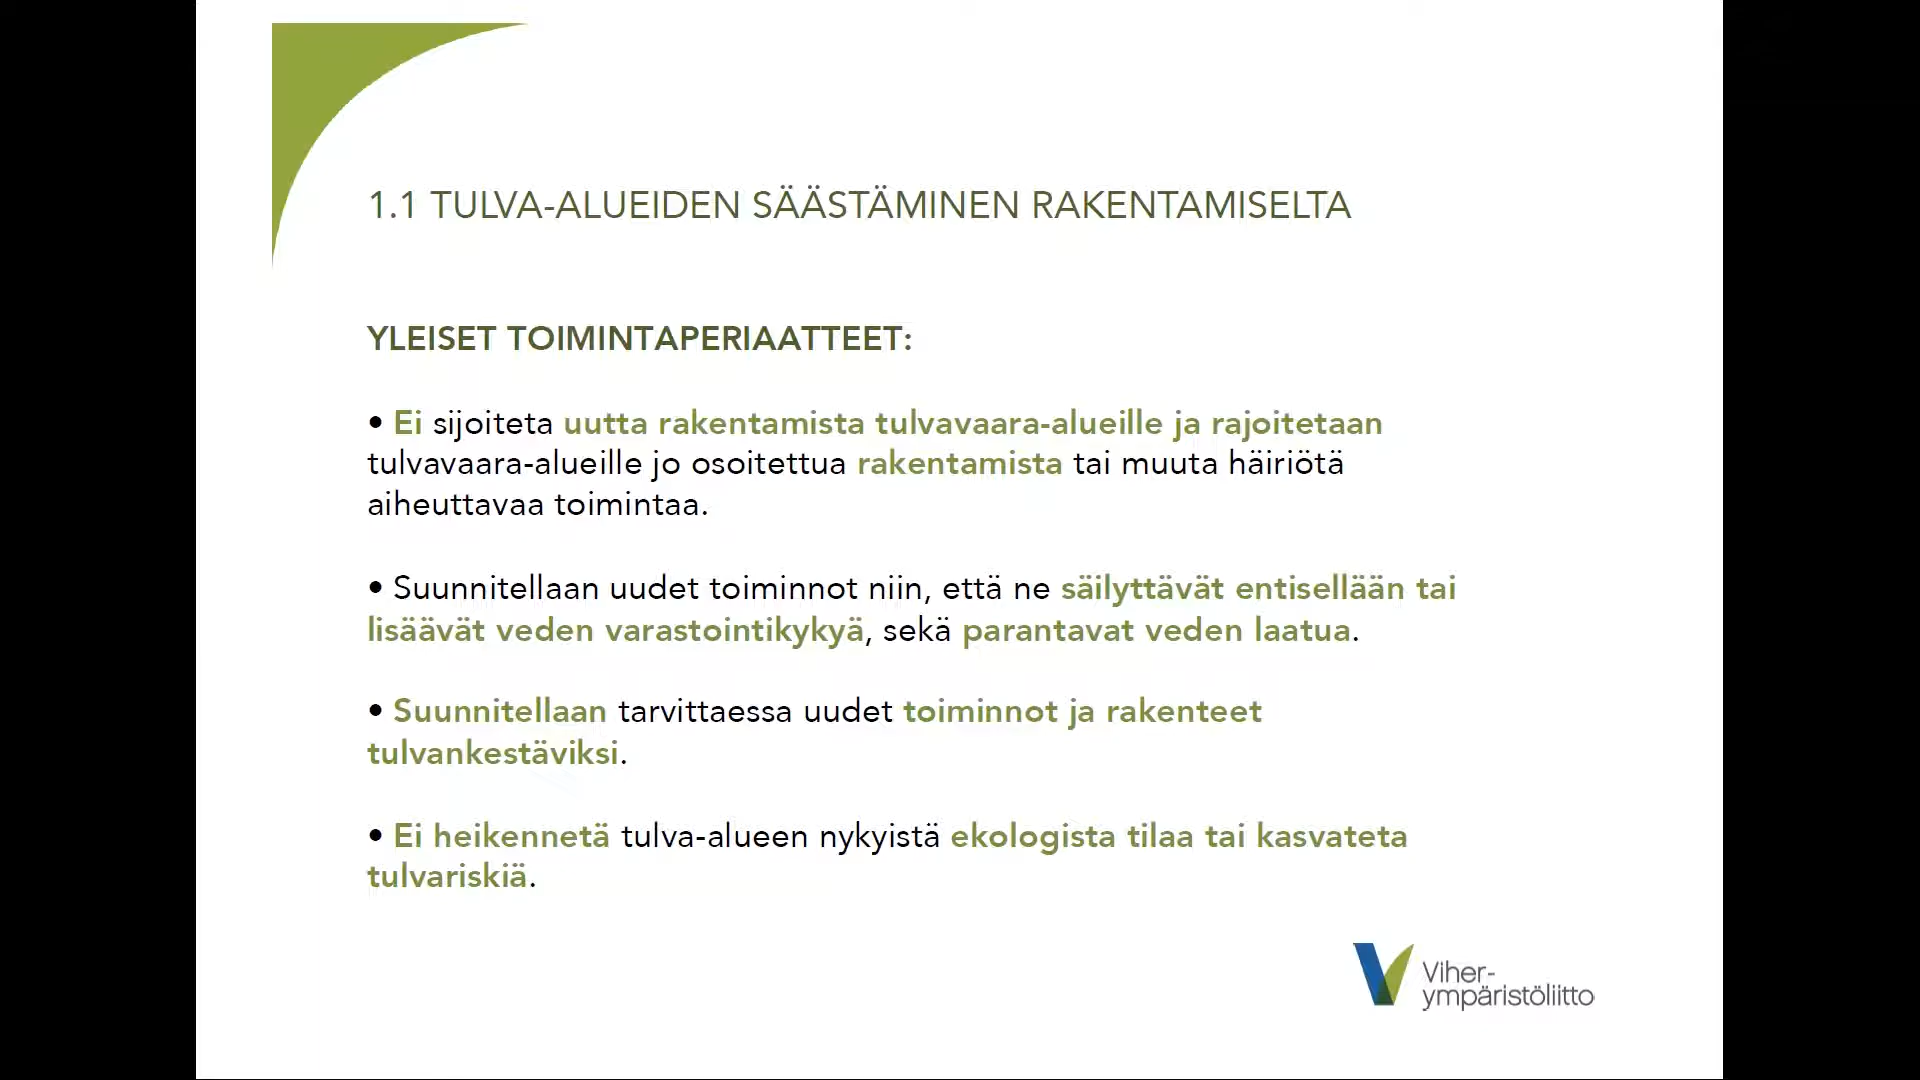 1.1 TULVA-ALUEIDEN SÄÄSTÄMINEN RAKENTAMISELTA
YLEISET TOIMINTAPERIAATTEET:
• Ei sijoiteta uutta rakentamista tulvavaara-alueille ja rajoitetaan
tulvavaara-alueille jo osoitettua rakentamista tai muuta häiriötä
aiheuttavaa toimintaa.
• Suunnitellaan uudet toiminnot niin, että ne säilyttävät entisellään tai
lisäävät veden varastointikykyä, sekä parantavat veden laatua.
• Suunnitellaan tarvittaessa uudet toiminnot ja rakenteet
tulvankestäviksi.
• Ei heikennetä tulva-alueen nykyistä ekologista tilaa tai kasvateta
tulvariskiä.
Viher-
ympäristöliitto